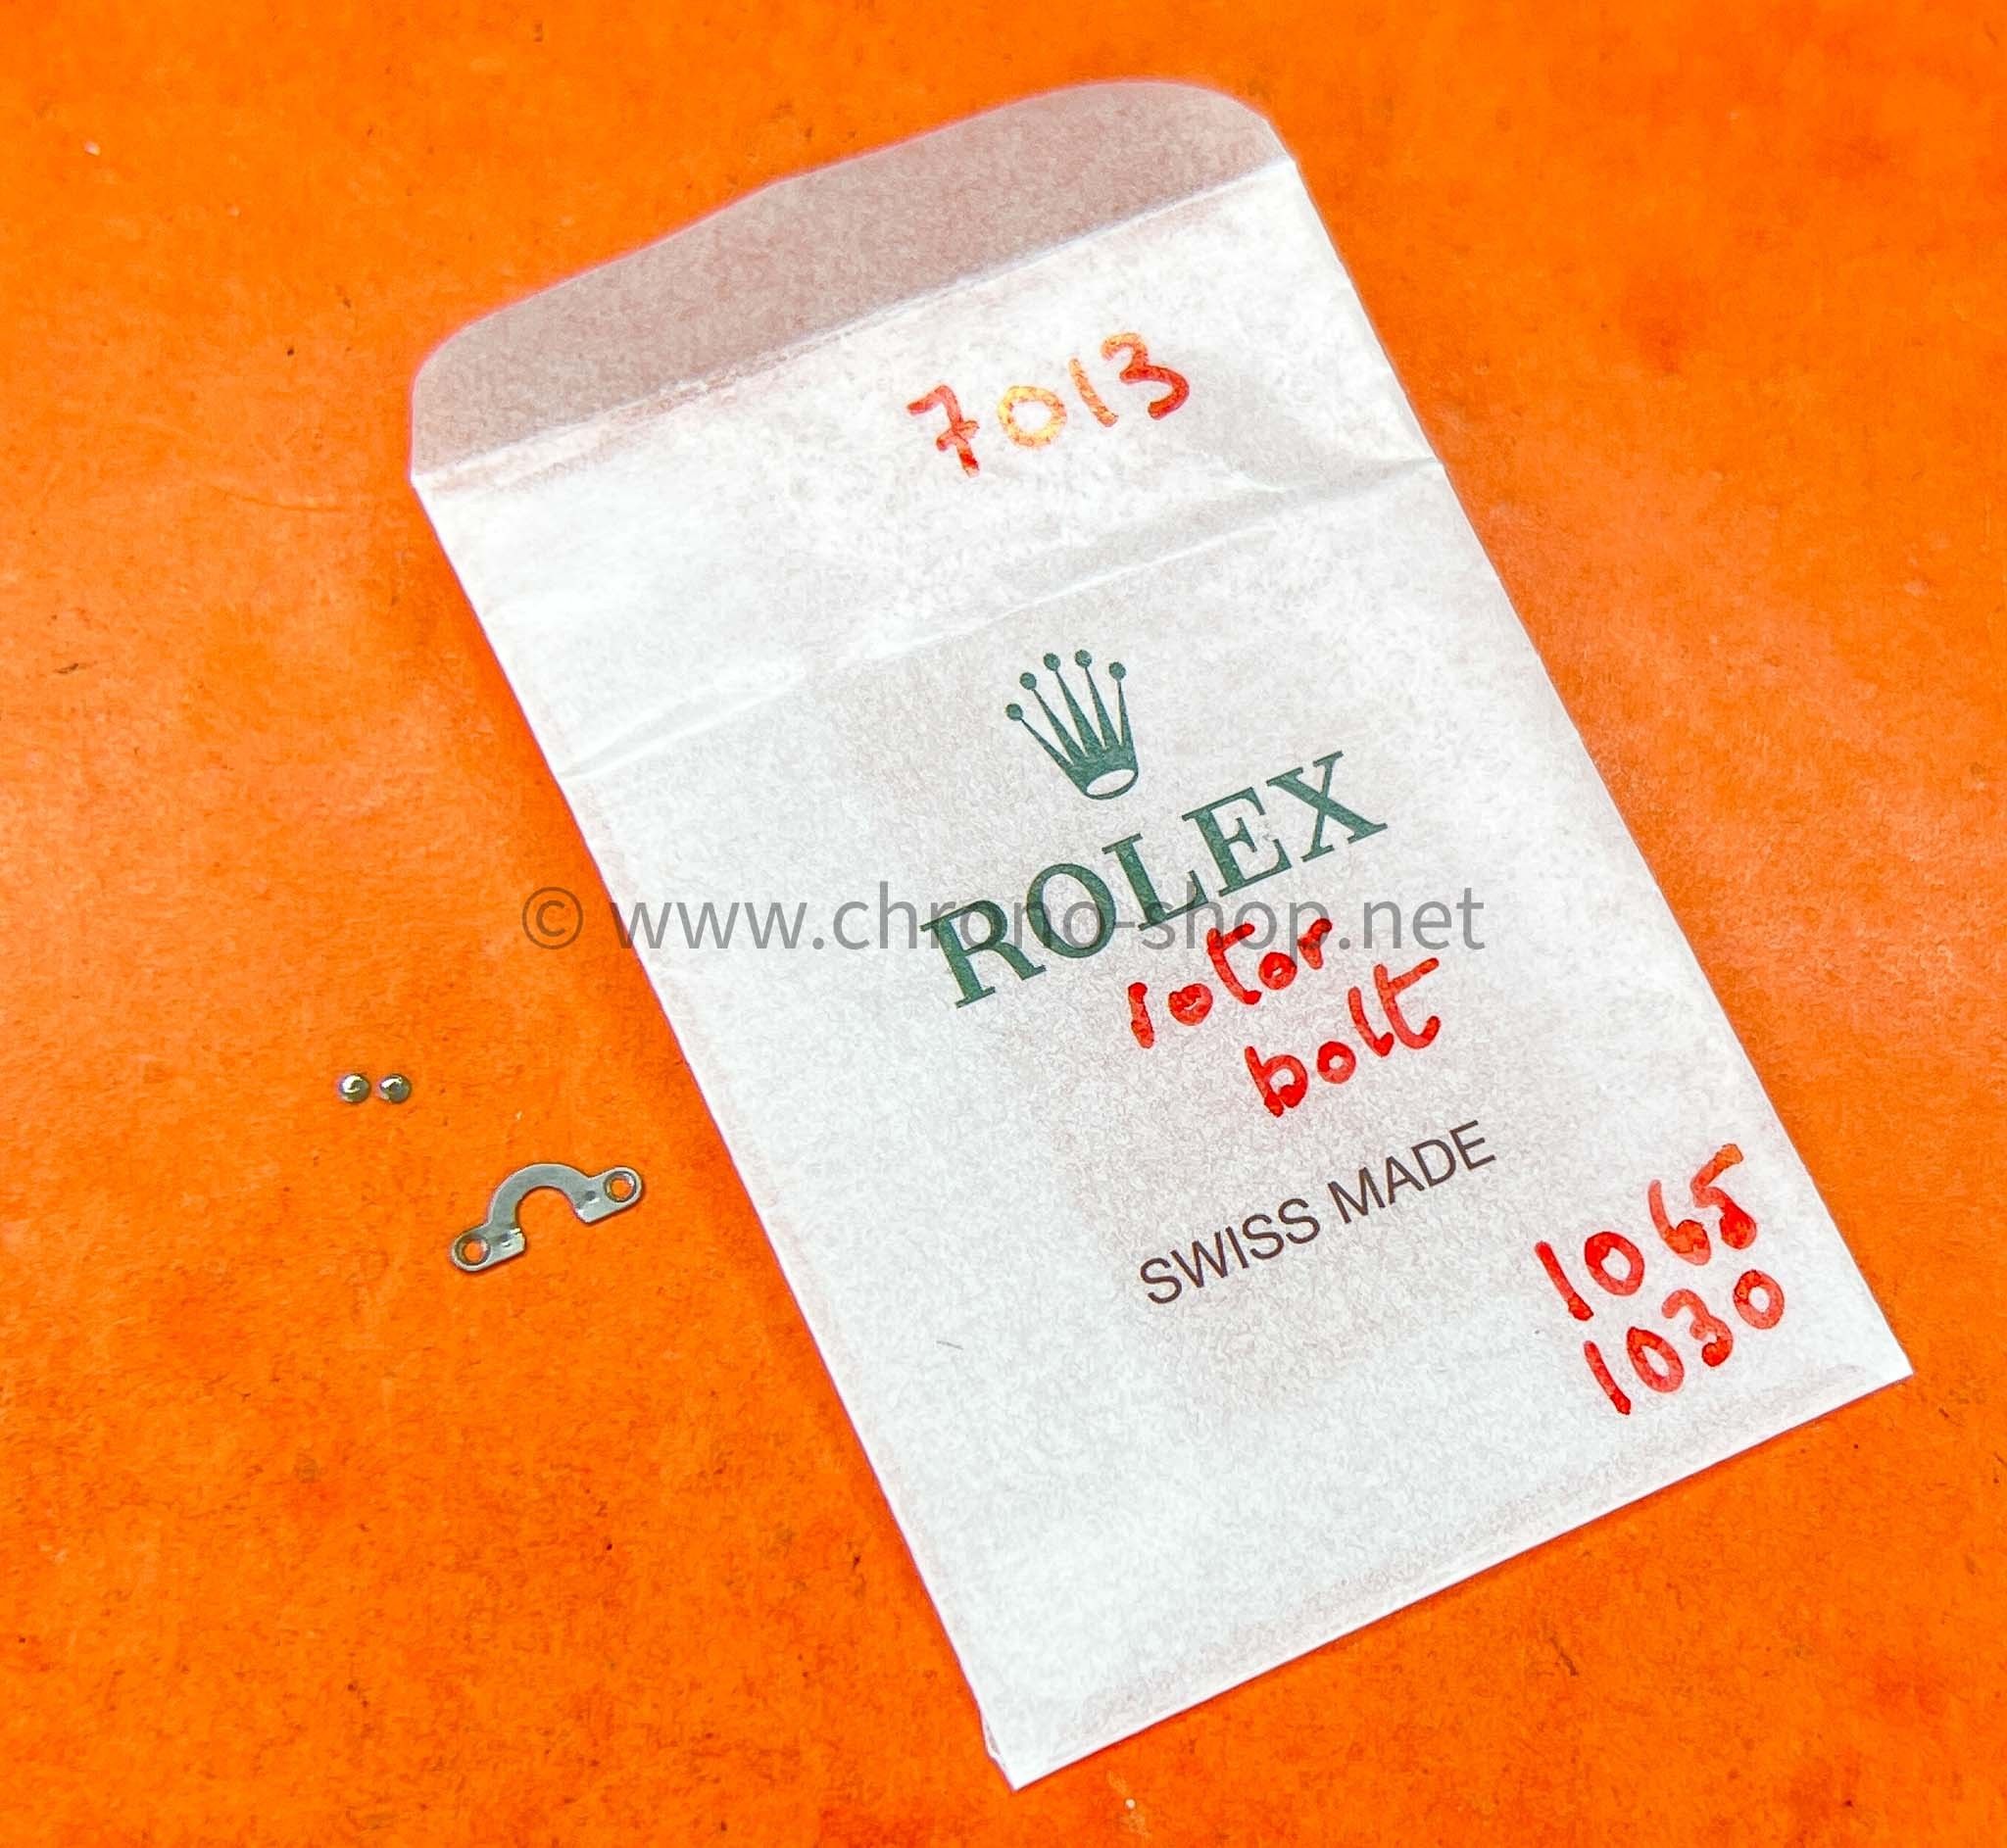 7013
ROLEX
© www.chrono-shop.net
rotor
bolt
SWISS MADE
1065
1030